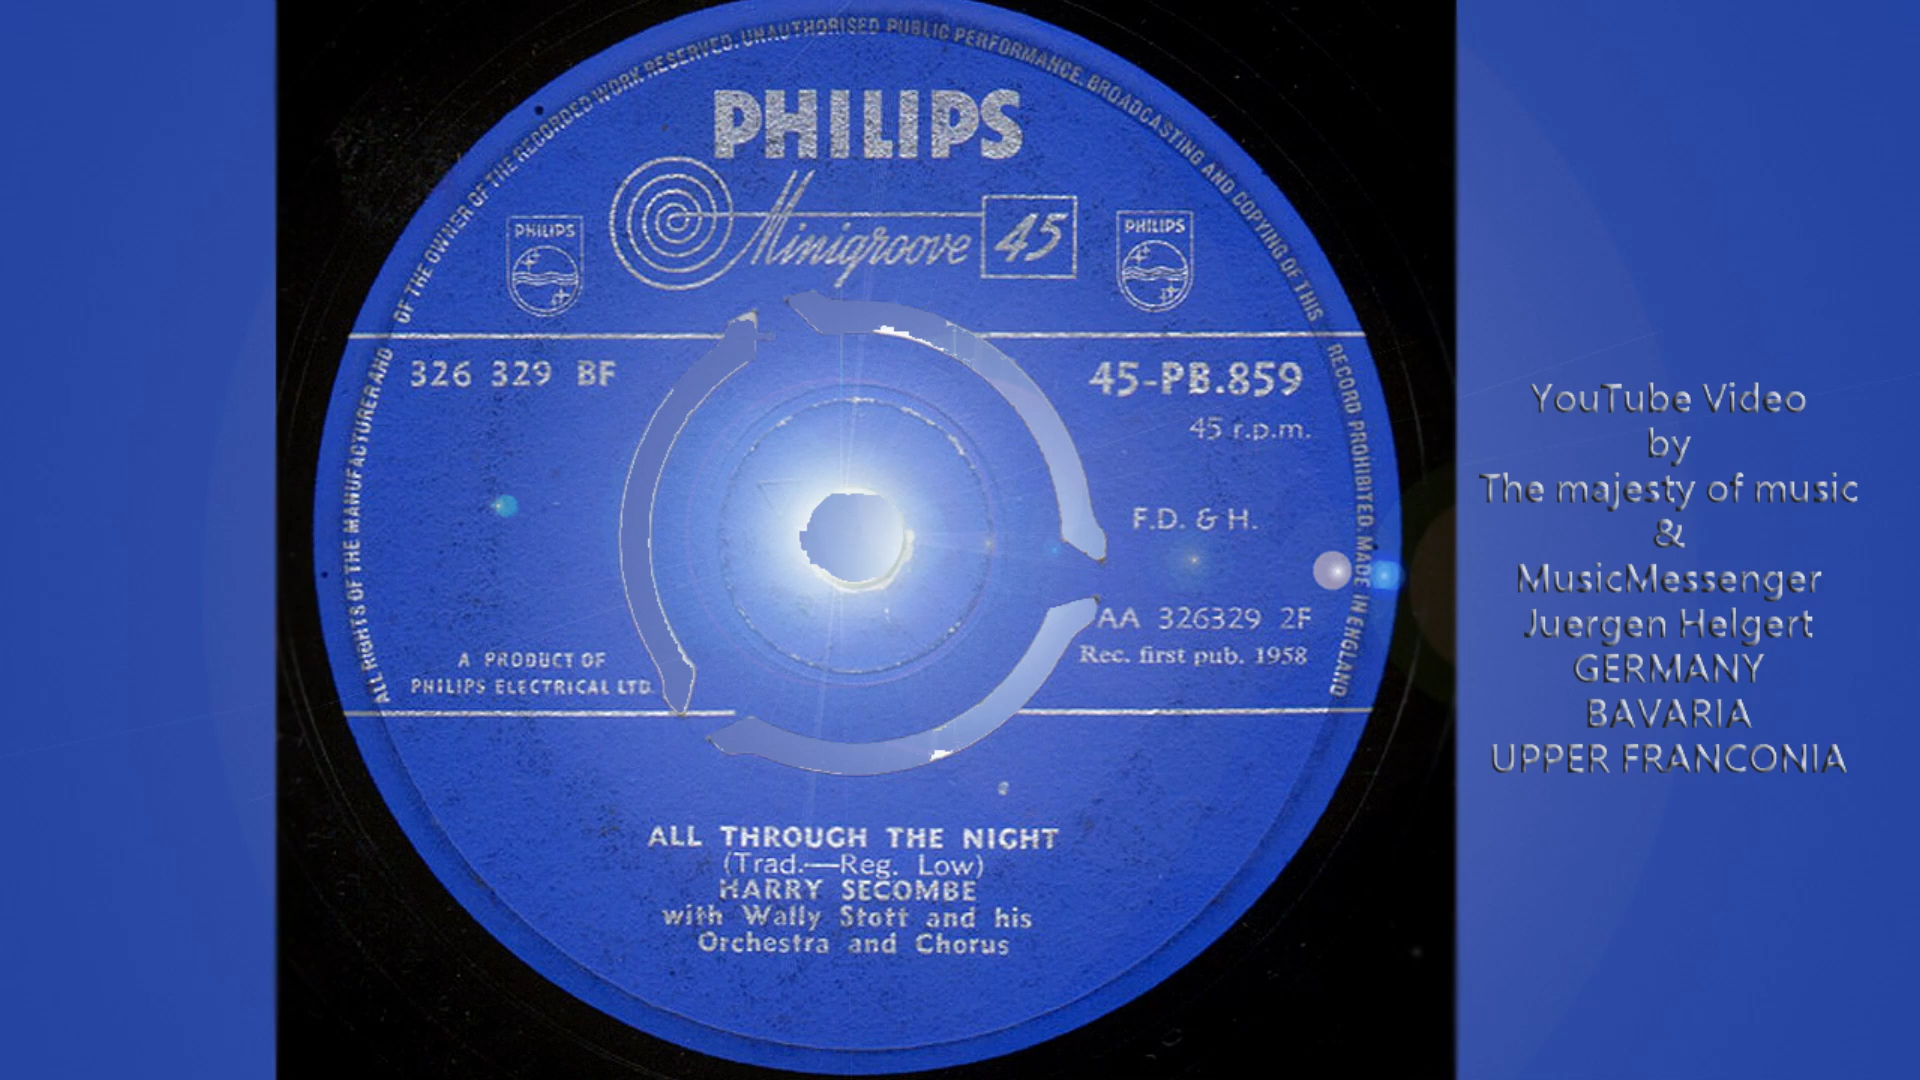 ALL RIGHTS OF THE MANUFACTURER AND OF THE OWNER OF THE RECORDED WORK RESERVED. UNAUTHORISED PUBLIC PERFORMANCE, BROADCASTING AND COPYING OF THIS RECORD PROHIBITED. MADE IN ENGLAND
PHILIPS
Minigroove 45
PHILIPS
PHILIPS
326 329 BF
45-PB.859
45 r.p.m.
F.D. & H.
AA 326329 2F
Rec. first pub. 1958
A PRODUCT OF
PHILIPS ELECTRICAL LTD.
ALL THROUGH THE NIGHT
(Trad.—Reg. Low)
HARRY SECOMBE
with Wally Stott and his
Orchestra and Chorus
YouTube Video
by
The majesty of music
&
MusicMessenger
Juergen Helgert
GERMANY
BAVARIA
UPPER FRANCONIA